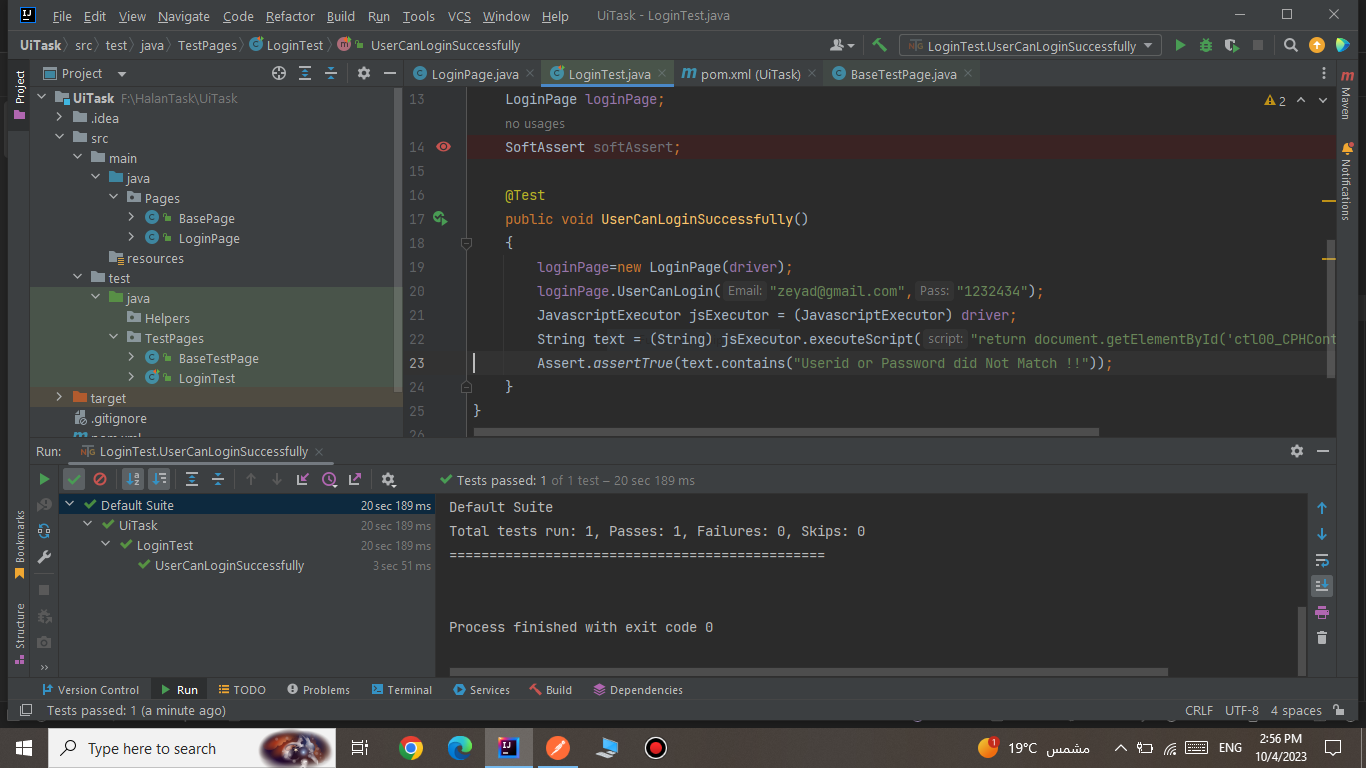 File Edit View Navigate Code Refactor Build Run Tools VCS Window Help UiTask - LoginTest.java
UiTask src test java TestPages LoginTest UserCanLoginSuccessfully LoginTest.UserCanLoginSuccessfully
Project
Project
UiTask F:\HalanTask\UiTask
.idea
src
main
java
Pages
BasePage
LoginPage
resources
test
java
Helpers
TestPages
BaseTestPage
LoginTest
target
.gitignore
LoginPage.java LoginTest.java pom.xml (UiTask) BaseTestPage.java
2
13 LoginPage loginPage;
no usages
14 SoftAssert softAssert;
15
16 @Test
17 public void UserCanLoginSuccessfully()
18 {
19 loginPage=new LoginPage(driver);
20 loginPage.UserCanLogin( Email: "zeyad@gmail.com", Pass: "1232434");
21 JavascriptExecutor jsExecutor = (JavascriptExecutor) driver;
22 String text = (String) jsExecutor.executeScript( script: "return document.getElementById('ctl00_CPHCont
23 Assert.assertTrue(text.contains("Userid or Password did Not Match !!"));
24 }
25 }
26
Maven
Notifications
Run: LoginTest.UserCanLoginSuccessfully
Tests passed: 1 of 1 test – 20 sec 189 ms
Default Suite 20 sec 189 ms
UiTask 20 sec 189 ms
LoginTest 20 sec 189 ms
UserCanLoginSuccessfully 3 sec 51 ms
Default Suite
Total tests run: 1, Passes: 1, Failures: 0, Skips: 0
===============================================
Process finished with exit code 0
Bookmarks
Structure
Version Control Run TODO Problems Terminal Services Build Dependencies
Tests passed: 1 (a minute ago) CRLF UTF-8 4 spaces
Type here to search
1 19°C مشمس ENG 2:56 PM
10/4/2023